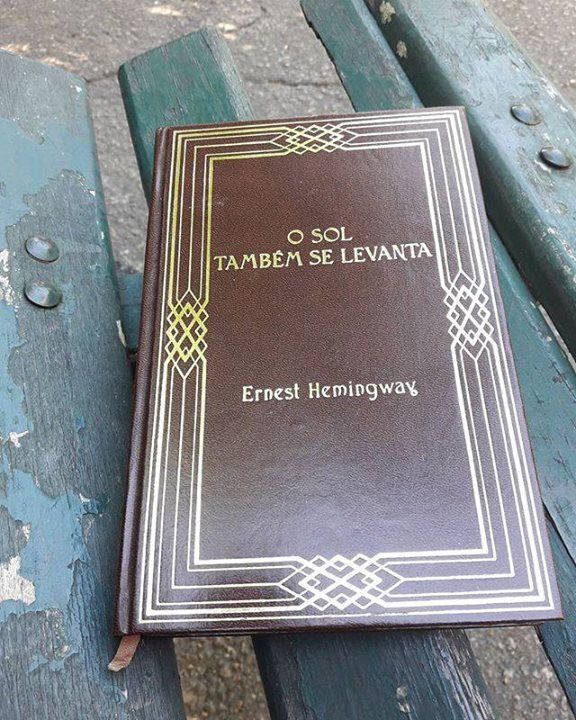 O SOL
TAMBÉM SE LEVANTA
Ernest Hemingway